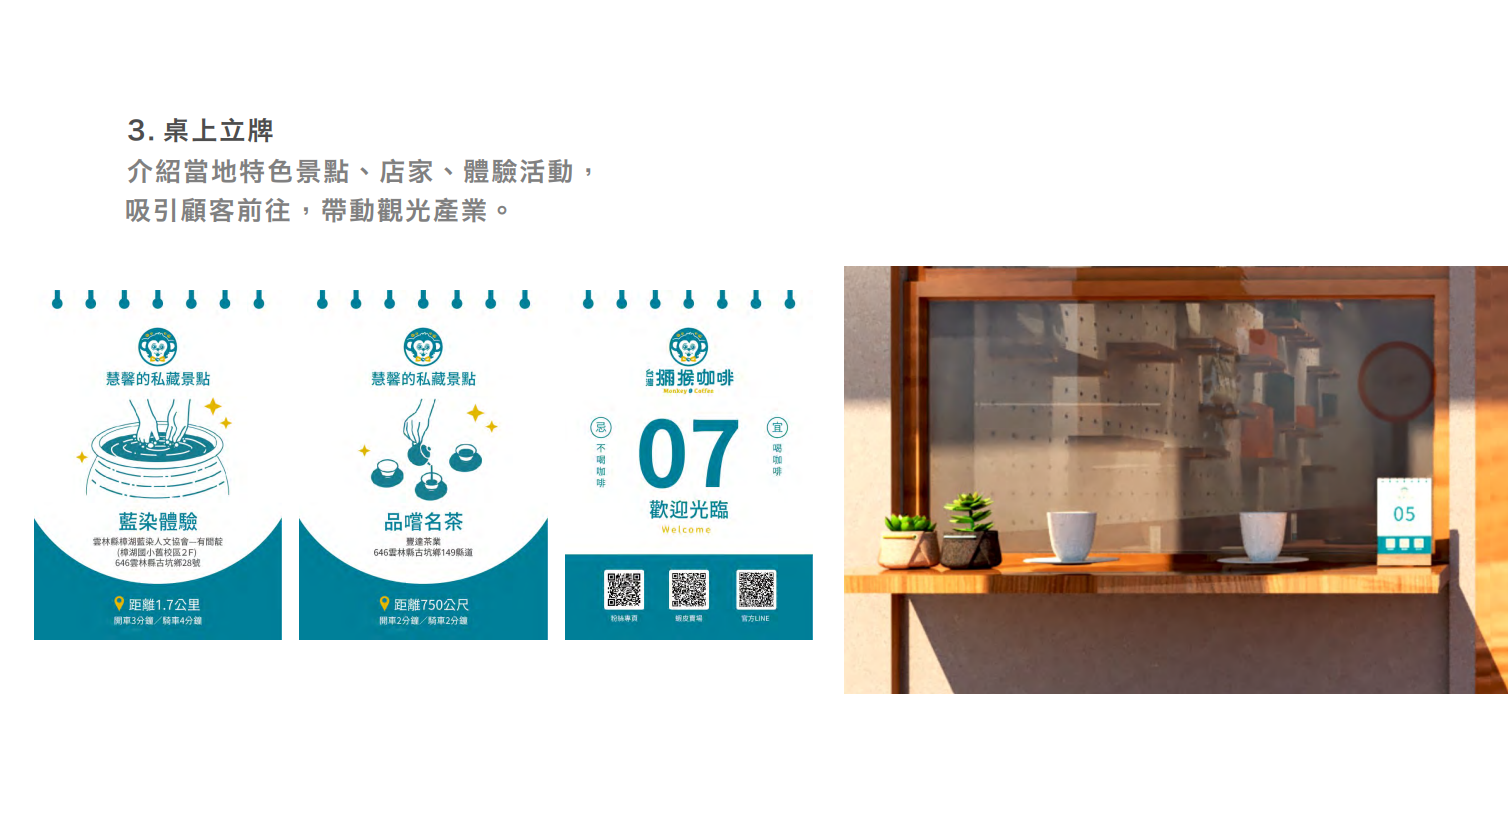 3. 桌上立牌
介紹當地特色景點、店家、體驗活動，
吸引顧客前往，帶動觀光產業。
慧馨的私藏景點
藍染體驗
雲林縣樟湖藍染人文協會—有間靛
(樟湖國小舊校區2F)
646雲林縣古坑鄉28號
距離1.7公里
開車3分鐘／騎車4分鐘
慧馨的私藏景點
品嚐名茶
豐達茶業
646雲林縣古坑鄉149縣道
距離750公尺
開車2分鐘／騎車2分鐘
台灣獼猴咖啡
Monkey Coffee
忌
不喝咖啡
07
宜
喝咖啡
歡迎光臨
Welcome
粉絲專頁
蝦皮賣場
官方LINE
05